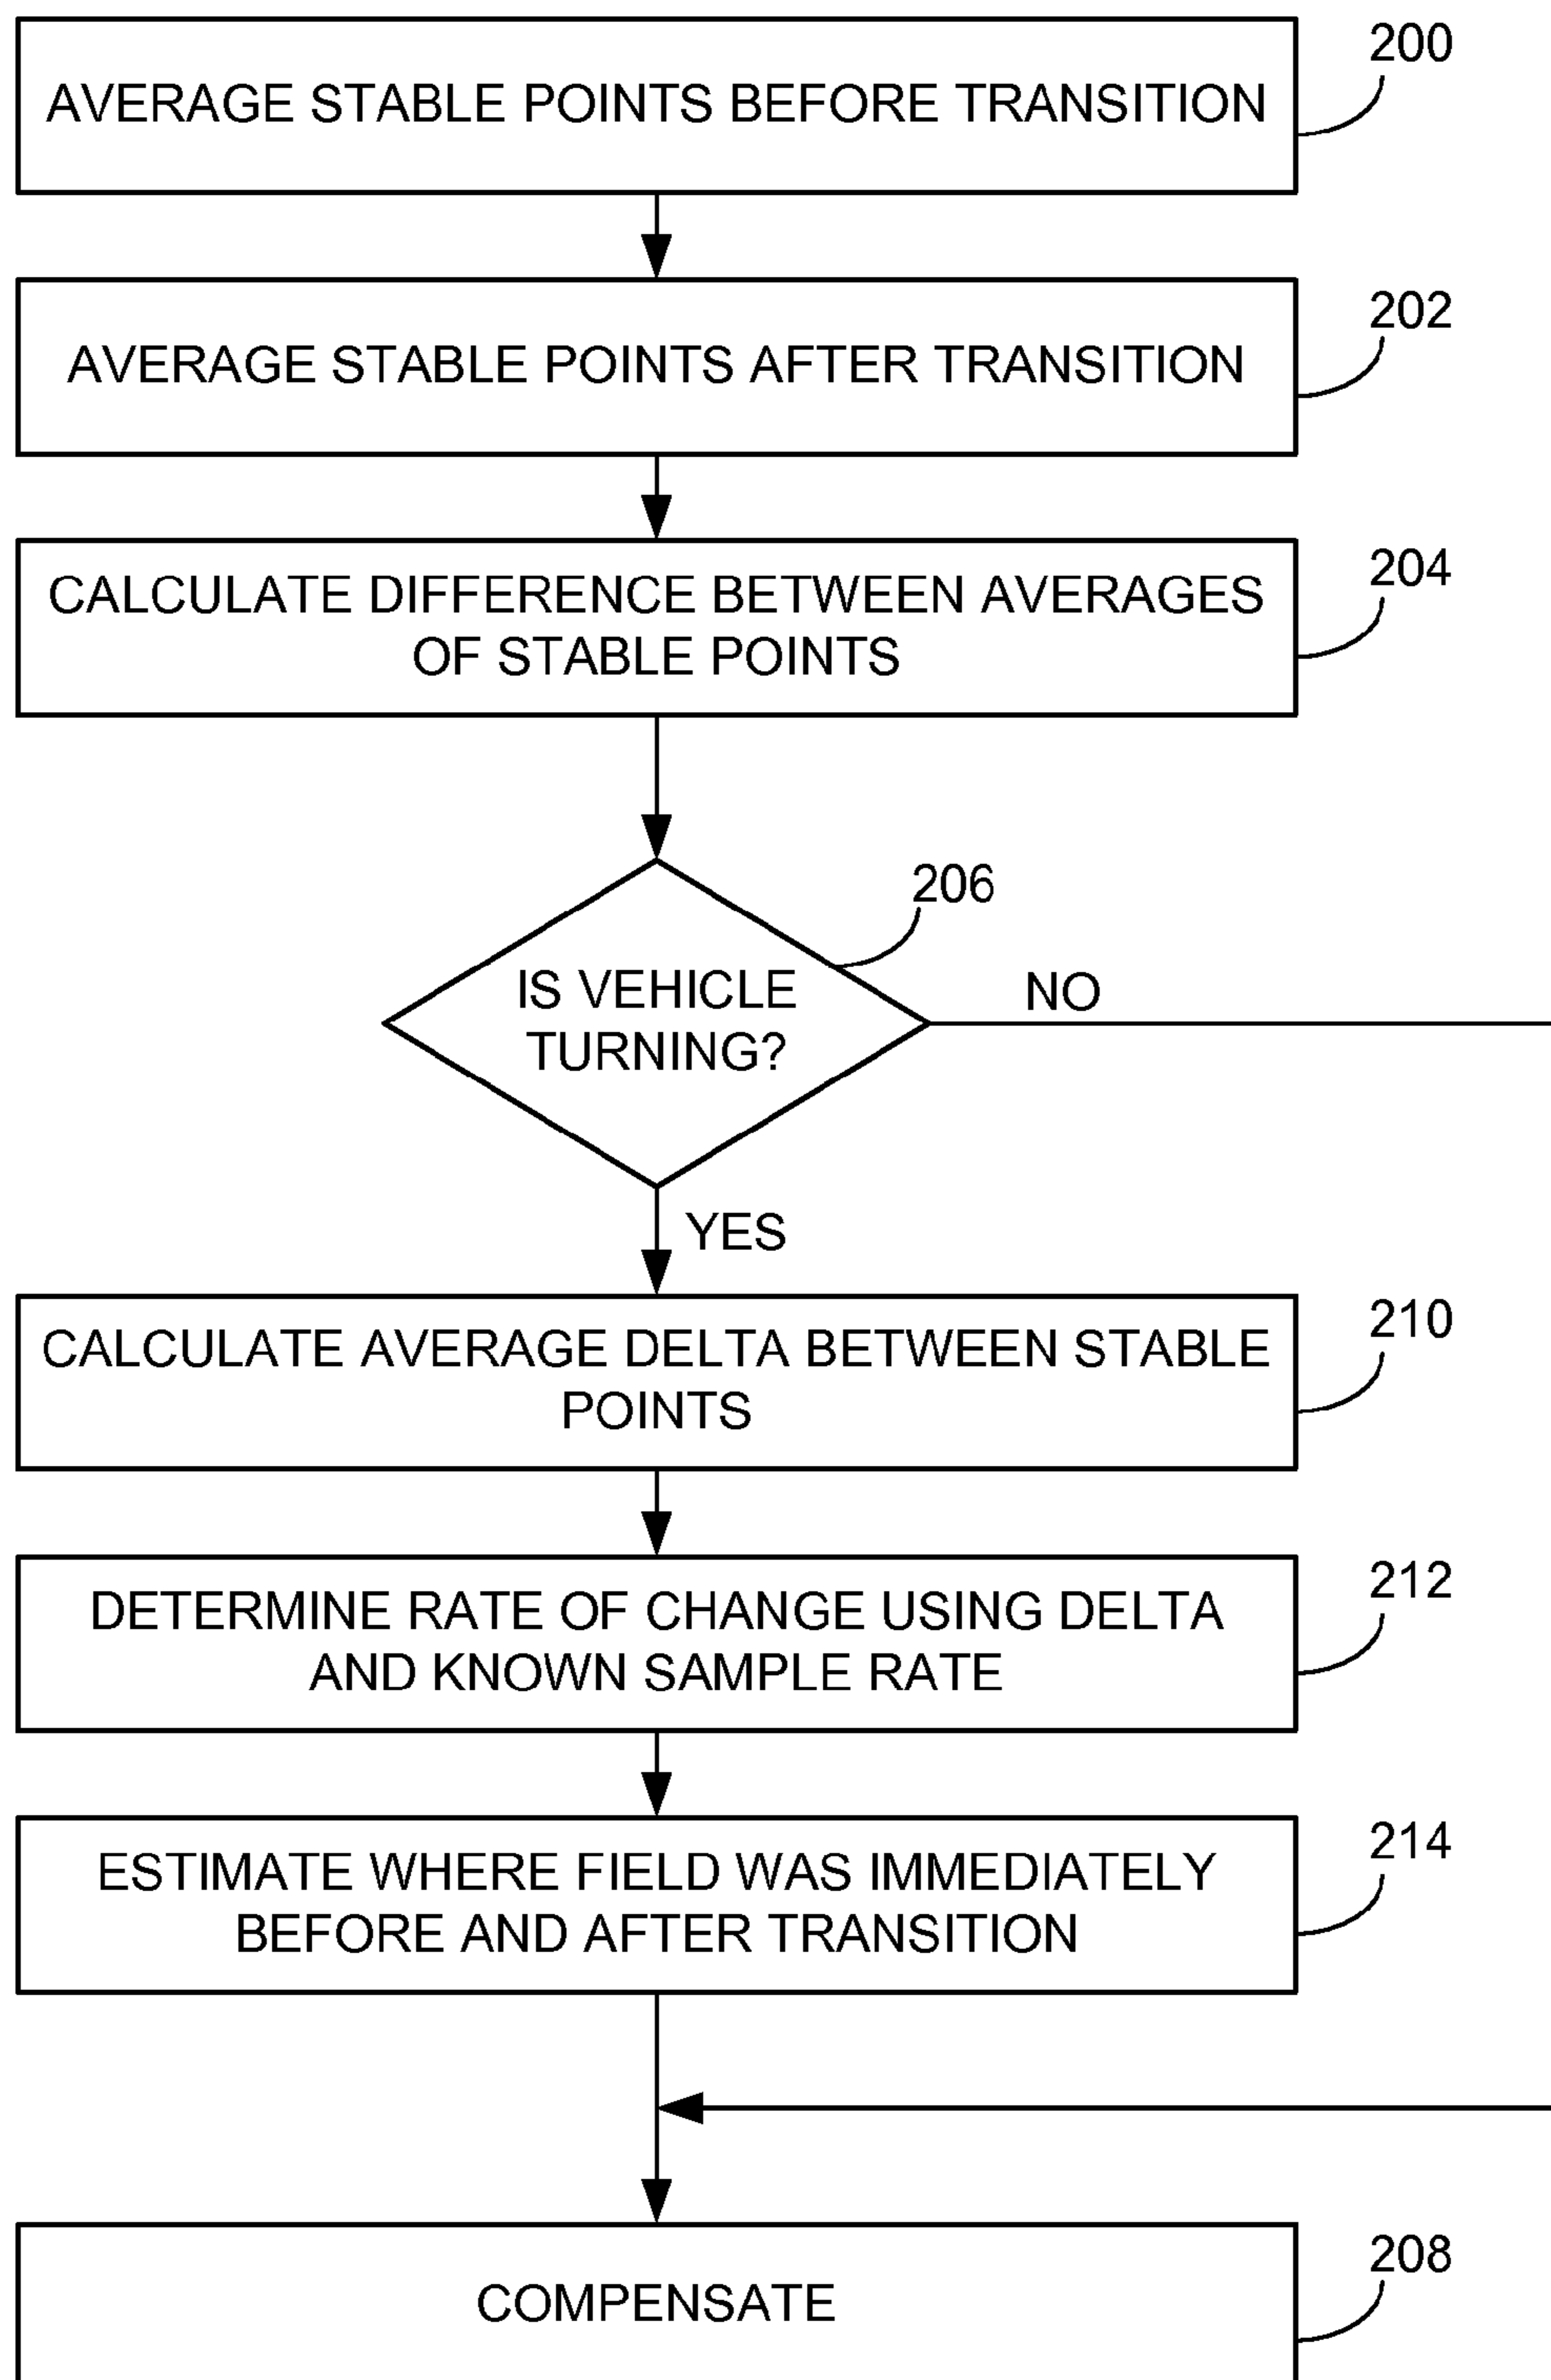 200
AVERAGE STABLE POINTS BEFORE TRANSITION
202
AVERAGE STABLE POINTS AFTER TRANSITION
204
CALCULATE DIFFERENCE BETWEEN AVERAGES
OF STABLE POINTS
206
IS VEHICLE
TURNING?
NO
YES
210
CALCULATE AVERAGE DELTA BETWEEN STABLE
POINTS
212
DETERMINE RATE OF CHANGE USING DELTA
AND KNOWN SAMPLE RATE
214
ESTIMATE WHERE FIELD WAS IMMEDIATELY
BEFORE AND AFTER TRANSITION
208
COMPENSATE